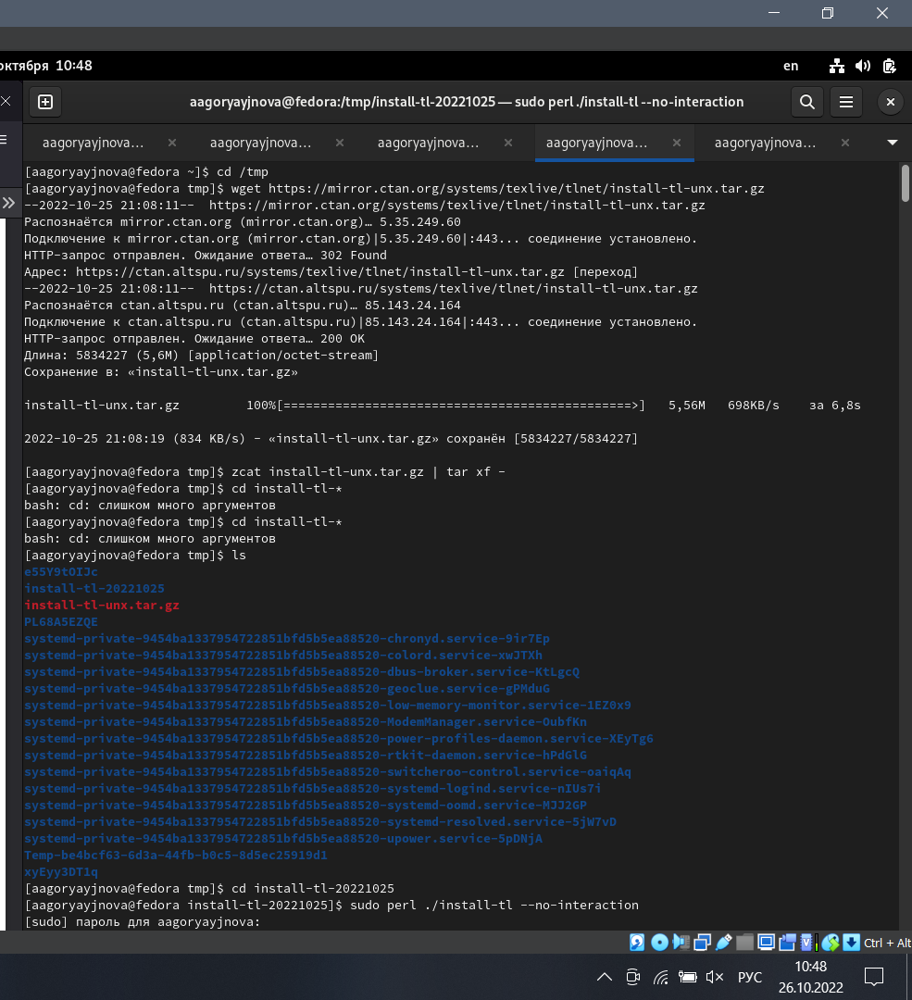 октября 10:48
en
aagoryayjnova@fedora:/tmp/install-tl-20221025 — sudo perl ./install-tl --no-interaction
aagoryayjnova…
aagoryayjnova…
aagoryayjnova…
aagoryayjnova…
aagoryayjnova…
[aagoryayjnova@fedora ~]$ cd /tmp
[aagoryayjnova@fedora tmp]$ wget https://mirror.ctan.org/systems/texlive/tlnet/install-tl-unx.tar.gz
--2022-10-25 21:08:11--  https://mirror.ctan.org/systems/texlive/tlnet/install-tl-unx.tar.gz
Распознаётся mirror.ctan.org (mirror.ctan.org)… 5.35.249.60
Подключение к mirror.ctan.org (mirror.ctan.org)|5.35.249.60|:443... соединение установлено.
HTTP-запрос отправлен. Ожидание ответа… 302 Found
Адрес: https://ctan.altspu.ru/systems/texlive/tlnet/install-tl-unx.tar.gz [переход]
--2022-10-25 21:08:11--  https://ctan.altspu.ru/systems/texlive/tlnet/install-tl-unx.tar.gz
Распознаётся ctan.altspu.ru (ctan.altspu.ru)… 85.143.24.164
Подключение к ctan.altspu.ru (ctan.altspu.ru)|85.143.24.164|:443... соединение установлено.
HTTP-запрос отправлен. Ожидание ответа… 200 OK
Длина: 5834227 (5,6M) [application/octet-stream]
Сохранение в: «install-tl-unx.tar.gz»
install-tl-unx.tar.gz         100%[===============================================>]   5,56M   698KB/s    за 6,8s
2022-10-25 21:08:19 (834 KB/s) - «install-tl-unx.tar.gz» сохранён [5834227/5834227]
[aagoryayjnova@fedora tmp]$ zcat install-tl-unx.tar.gz | tar xf -
[aagoryayjnova@fedora tmp]$ cd install-tl-*
bash: cd: слишком много аргументов
[aagoryayjnova@fedora tmp]$ cd install-tl-*
bash: cd: слишком много аргументов
[aagoryayjnova@fedora tmp]$ ls
e55Y9tOIJc
install-tl-20221025
install-tl-unx.tar.gz
PL68A5EZQE
systemd-private-9454ba1337954722851bfd5b5ea88520-chronyd.service-9ir7Ep
systemd-private-9454ba1337954722851bfd5b5ea88520-colord.service-xwJTXh
systemd-private-9454ba1337954722851bfd5b5ea88520-dbus-broker.service-KtLgcQ
systemd-private-9454ba1337954722851bfd5b5ea88520-geoclue.service-gPMduG
systemd-private-9454ba1337954722851bfd5b5ea88520-low-memory-monitor.service-1EZ0x9
systemd-private-9454ba1337954722851bfd5b5ea88520-ModemManager.service-OubfKn
systemd-private-9454ba1337954722851bfd5b5ea88520-power-profiles-daemon.service-XEyTg6
systemd-private-9454ba1337954722851bfd5b5ea88520-rtkit-daemon.service-hPdGlG
systemd-private-9454ba1337954722851bfd5b5ea88520-switcheroo-control.service-oaiqAq
systemd-private-9454ba1337954722851bfd5b5ea88520-systemd-logind.service-nIUs7i
systemd-private-9454ba1337954722851bfd5b5ea88520-systemd-oomd.service-MJJ2GP
systemd-private-9454ba1337954722851bfd5b5ea88520-systemd-resolved.service-5jW7vD
systemd-private-9454ba1337954722851bfd5b5ea88520-upower.service-5pDNjA
Temp-be4bcf63-6d3a-44fb-b0c5-8d5ec25919d1
xyEyy3DT1q
[aagoryayjnova@fedora tmp]$ cd install-tl-20221025
[aagoryayjnova@fedora install-tl-20221025]$ sudo perl ./install-tl --no-interaction
[sudo] пароль для aagoryayjnova:
Ctrl + Alt
РУС
10:48
26.10.2022